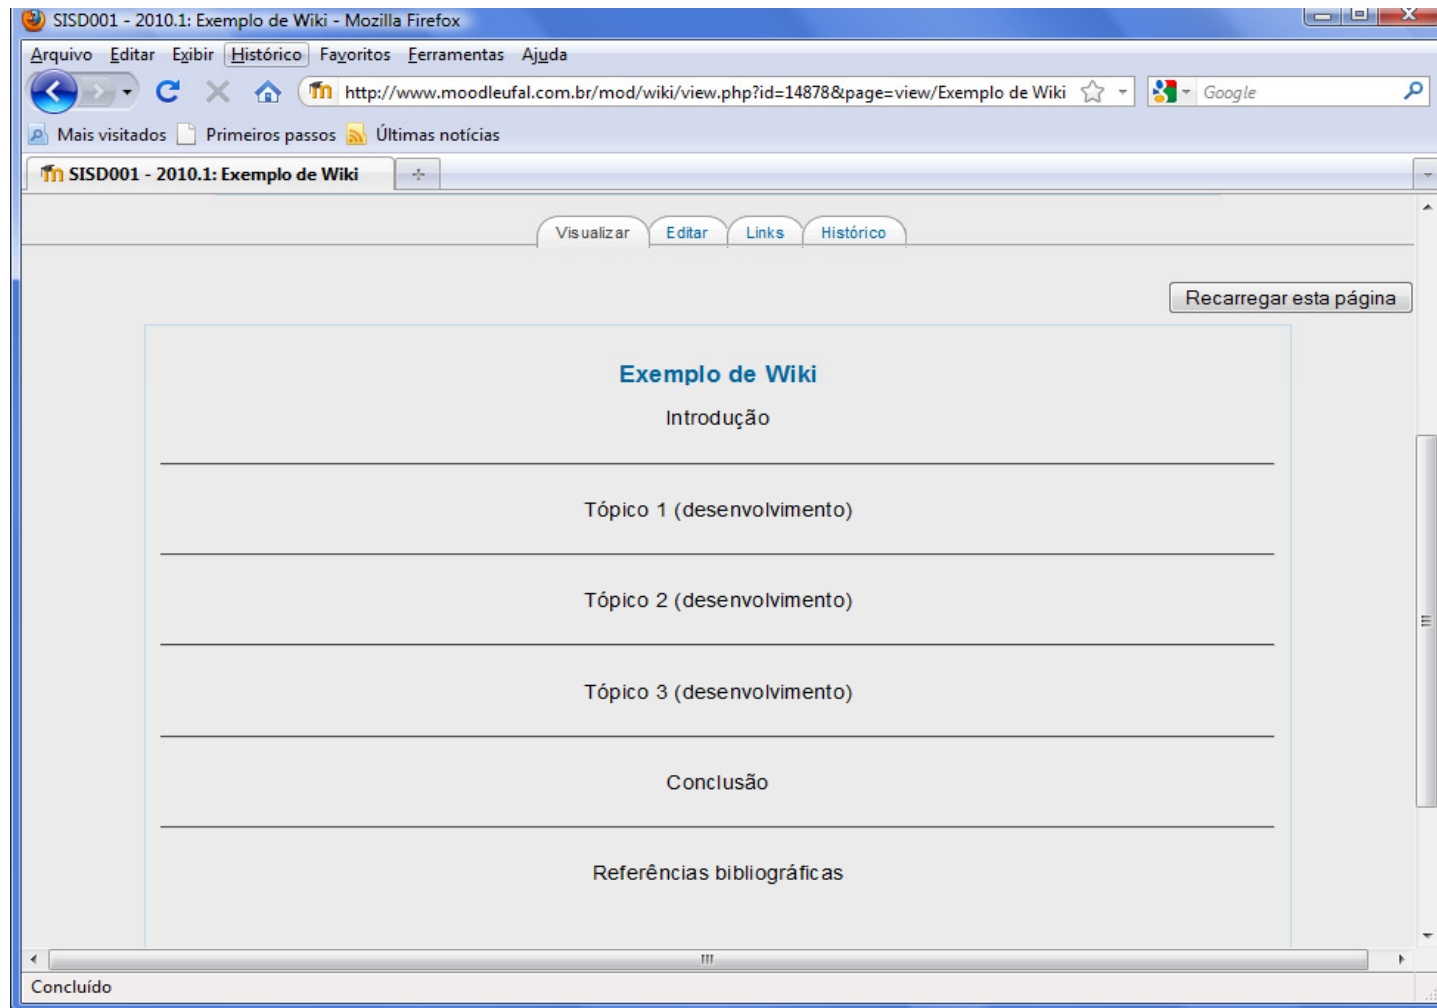 SISD001 - 2010.1: Exemplo de Wiki - Mozilla Firefox
Arquivo Editar Exibir Histórico Favoritos Ferramentas Ajuda
http://www.moodleufal.com.br/mod/wiki/view.php?id=14878&page=view/Exemplo de Wiki Google
Mais visitados Primeiros passos Últimas notícias
SISD001 - 2010.1: Exemplo de Wiki
Visualizar Editar Links Histórico
Recarregar esta página
Exemplo de Wiki
Introdução
Tópico 1 (desenvolvimento)
Tópico 2 (desenvolvimento)
Tópico 3 (desenvolvimento)
Conclusão
Referências bibliográficas
Concluído